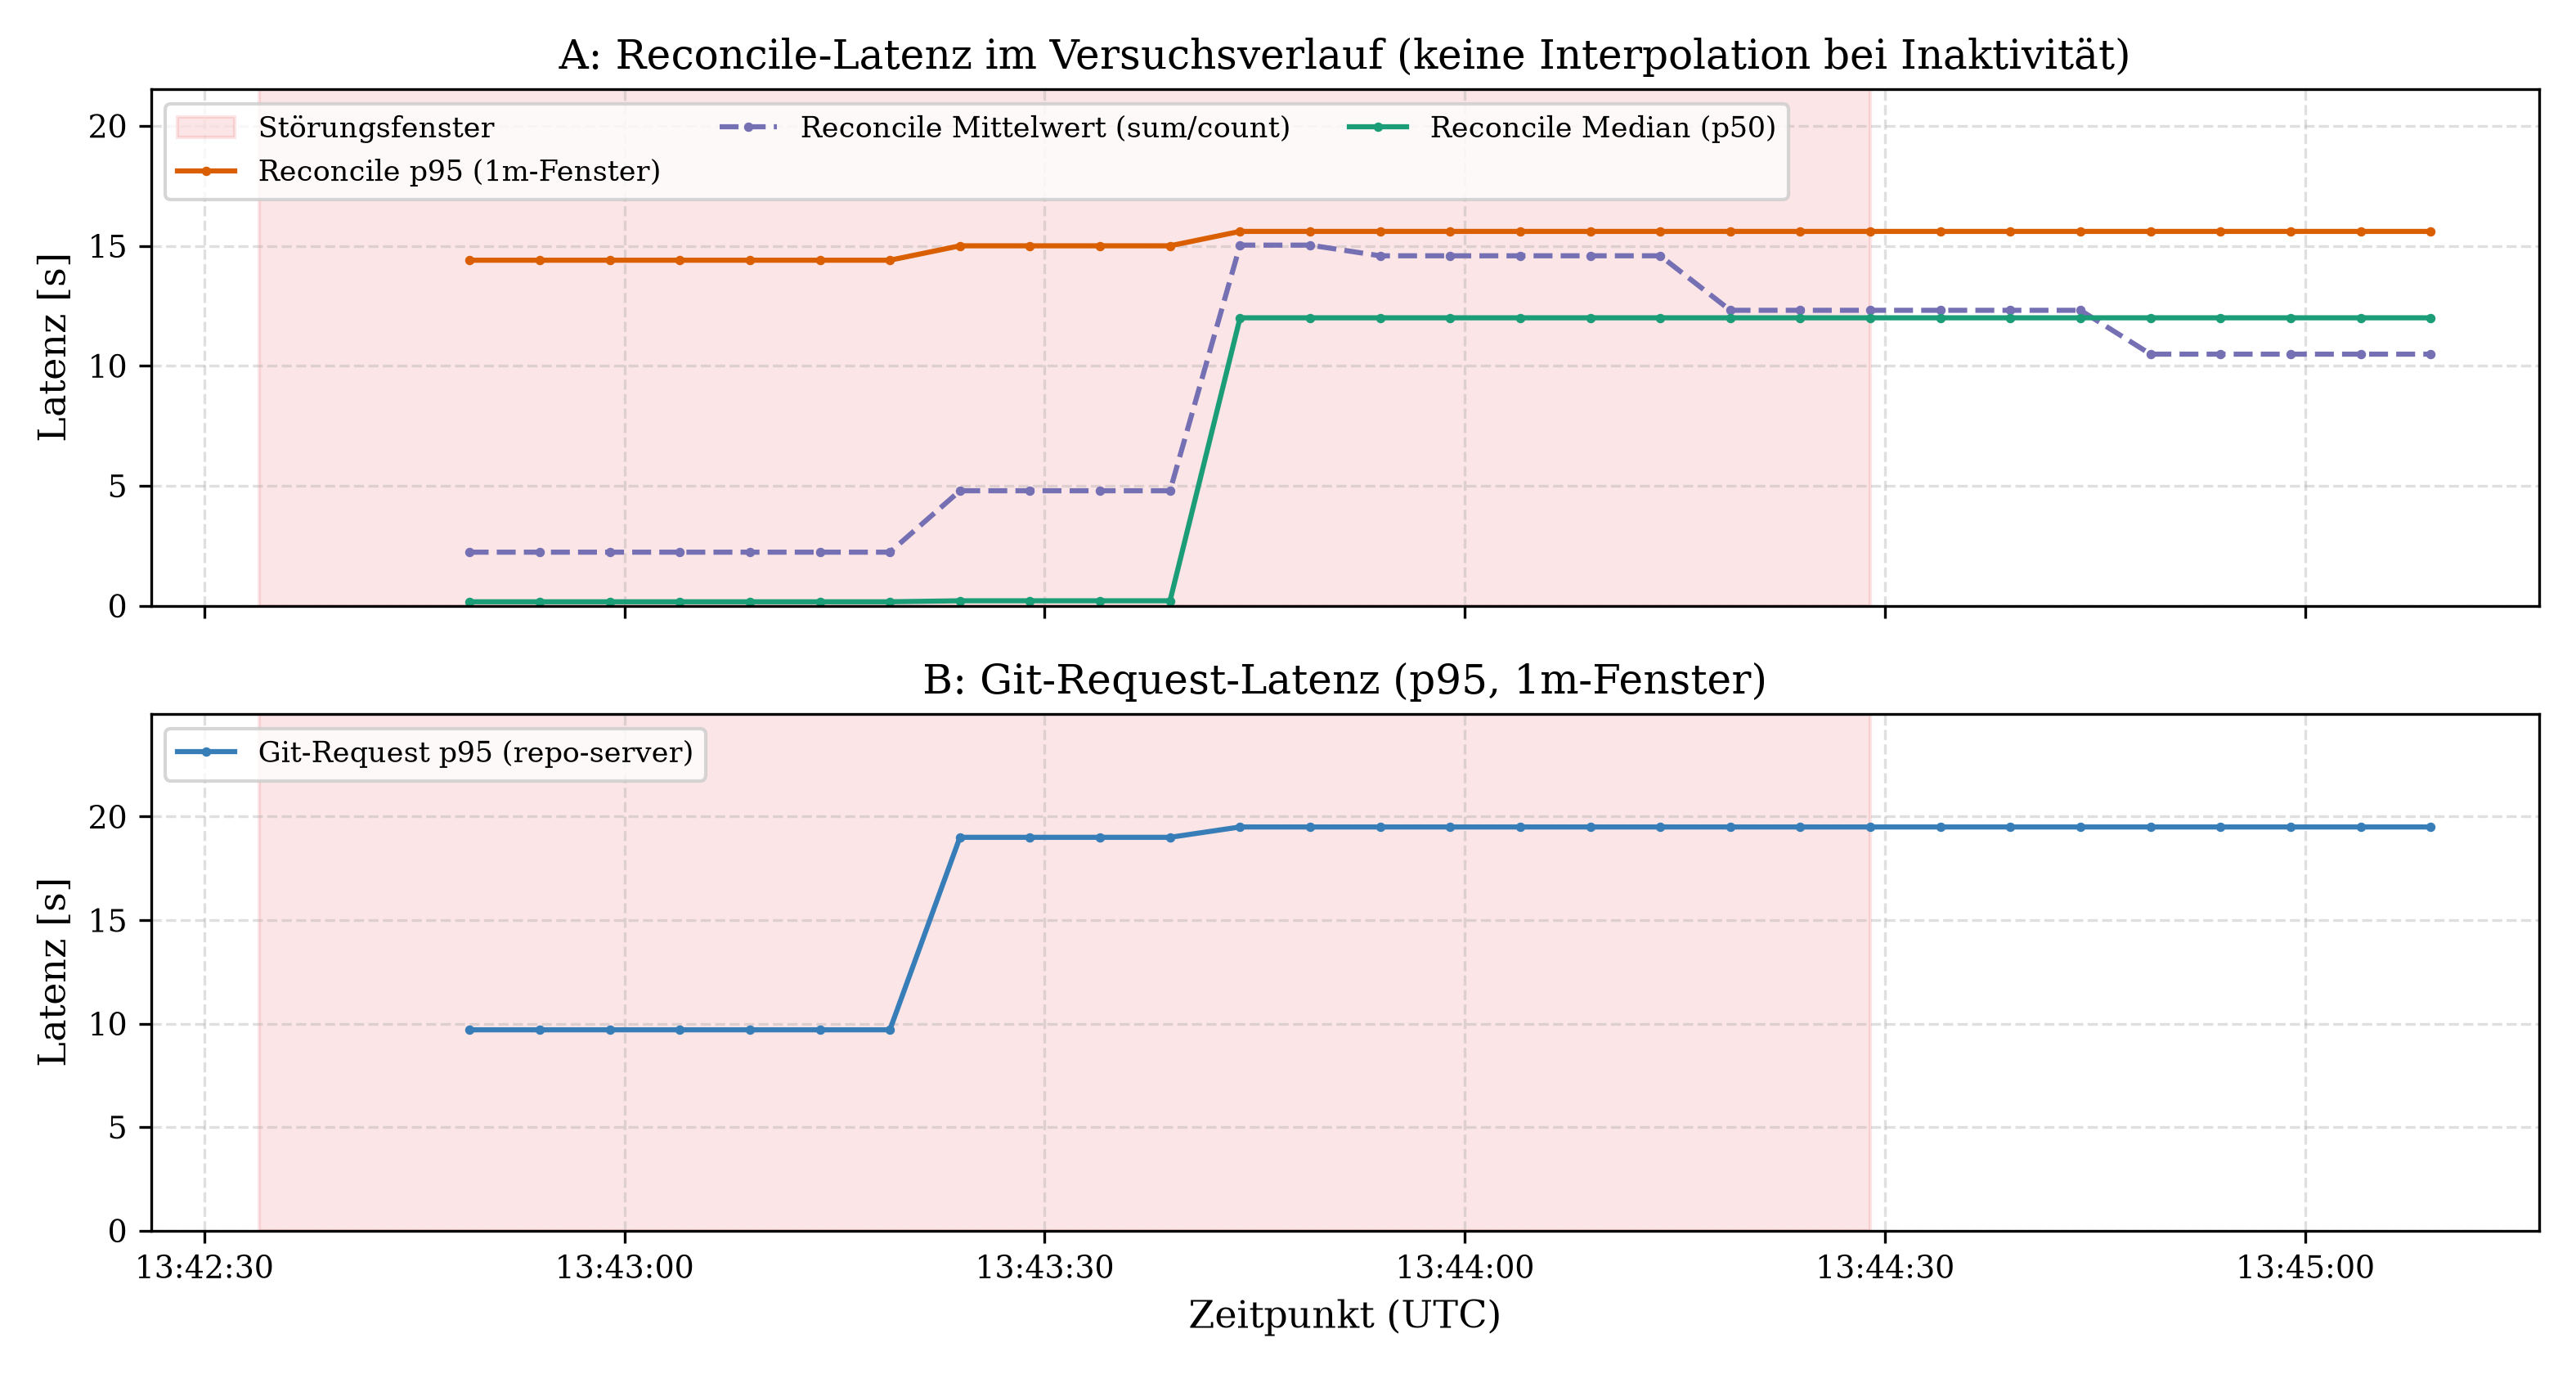 A: Reconcile-Latenz im Versuchsverlauf (keine Interpolation bei Inaktivität)
Störungsfenster
Reconcile p95 (1m-Fenster)
Reconcile Mittelwert (sum/count)
Reconcile Median (p50)
Latenz [s]
20
15
10
5
0
B: Git-Request-Latenz (p95, 1m-Fenster)
Git-Request p95 (repo-server)
Latenz [s]
20
15
10
5
0
13:42:30 13:43:00 13:43:30 13:44:00 13:44:30 13:45:00
Zeitpunkt (UTC)